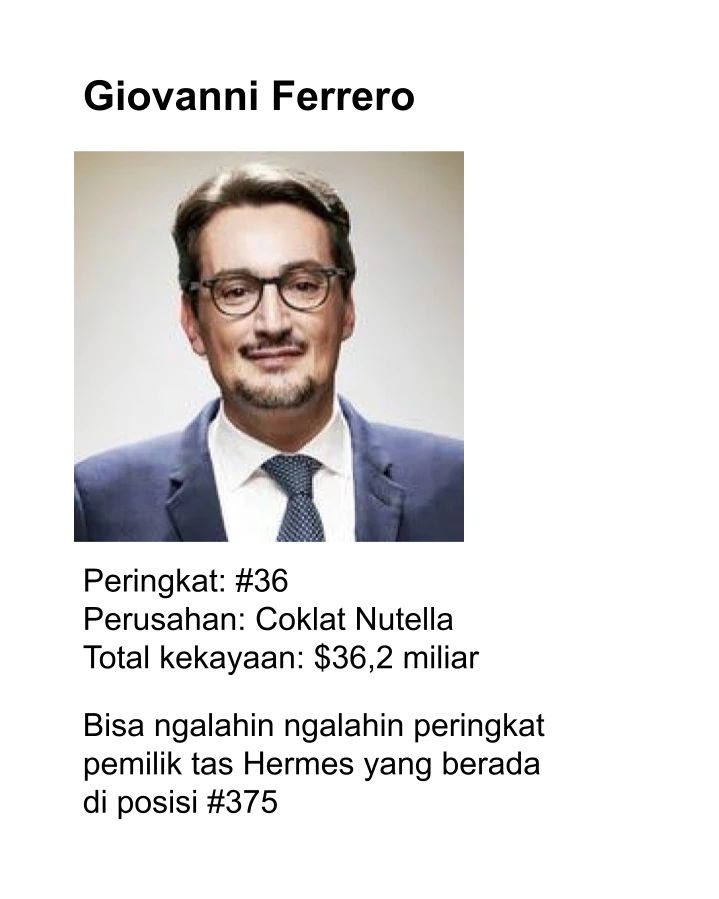 Giovanni Ferrero
Peringkat: #36
Perusahan: Coklat Nutella
Total kekayaan: $36,2 miliar
Bisa ngalahin ngalahin peringkat
pemilik tas Hermes yang berada
di posisi #375